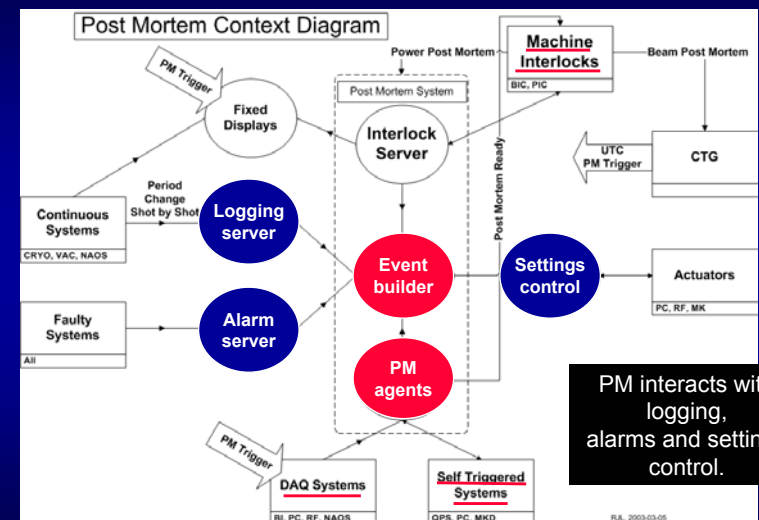 Post Mortem Context Diagram
PM Trigger
Power Post Mortem
Machine
Interlocks
BIC, PIC
Beam Post Mortem
Post Mortem System
Fixed
Displays
Interlock
Server
UTC
PM Trigger
CTG
Post Mortem Ready
Period
Change
Shot by Shot
Continuous
Systems
CRYO, VAC, NAOS
Logging
server
Event
builder
Settings
control
Actuators
PC, RF, MK
Faulty
Systems
All
Alarm
server
PM
agents
PM interacts with
logging,
alarms and settin
control.
PM Trigger
DAQ Systems
BI, PC, RF, NAOS
Self Triggered
Systems
QPS, PC, MKD
RJL, 2003-03-05